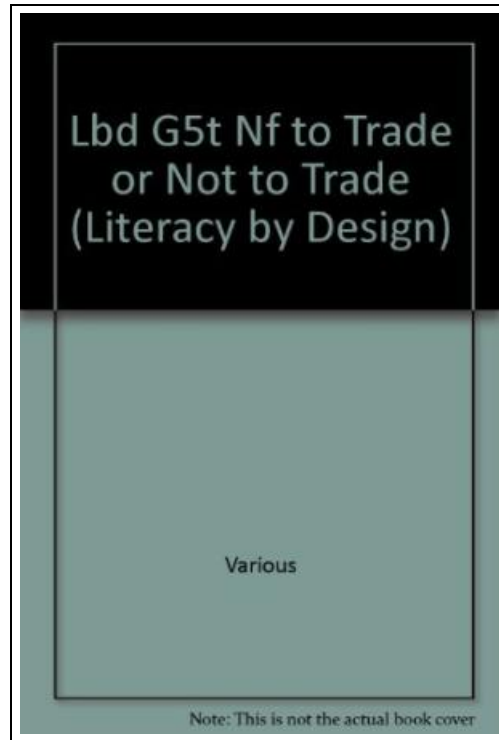 Lbd G5t Nf to Trade
or Not to Trade
(Literacy by Design)
Various
Note: This is not the actual book cover